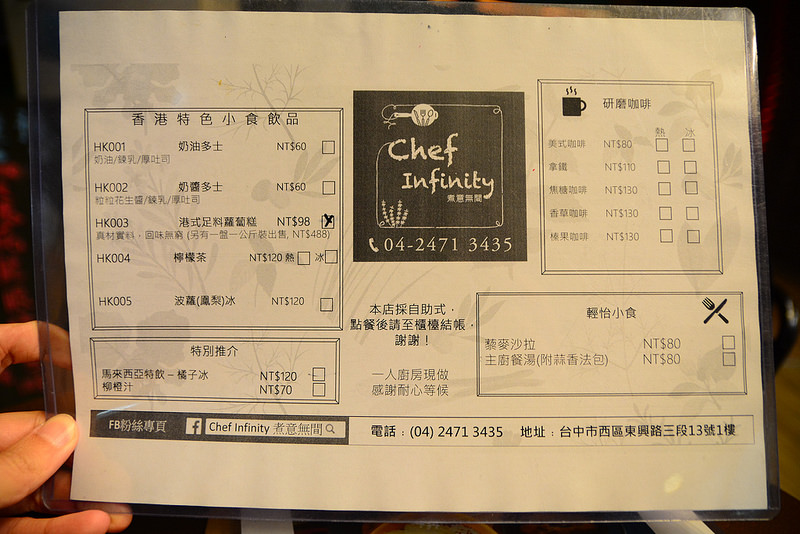 香港特色小食飲品
HK001 奶油多士 NT$60
奶油/鍊乳/厚吐司
HK002 奶醬多士 NT$60
粒粒花生醬/鍊乳/厚吐司
HK003 港式足料蘿蔔糕 NT$98
真材實料，回味無窮 (另有一盤一公斤裝出售, NT$488)
HK004 檸檬茶 NT$120 熱 冰
HK005 波蘿(鳳梨)冰 NT$120
特別推介
馬來西亞特飲 – 橘子冰 NT$120
柳橙汁 NT$70
Chef
Infinity
煮意無間
04-2471 3435
本店採自助式，
點餐後請至櫃檯結帳，
謝謝！
一人廚房現做
感謝耐心等候
研磨咖啡
熱 冰
美式咖啡 NT$80
拿鐵 NT$110
焦糖咖啡 NT$130
香草咖啡 NT$130
榛果咖啡 NT$130
輕怡小食
藜麥沙拉 NT$80
主廚餐湯(附蒜香法包) NT$80
FB粉絲專頁 f Chef Infinity 煮意無間
電話：(04) 2471 3435 地址：台中市西區東興路三段13號1樓